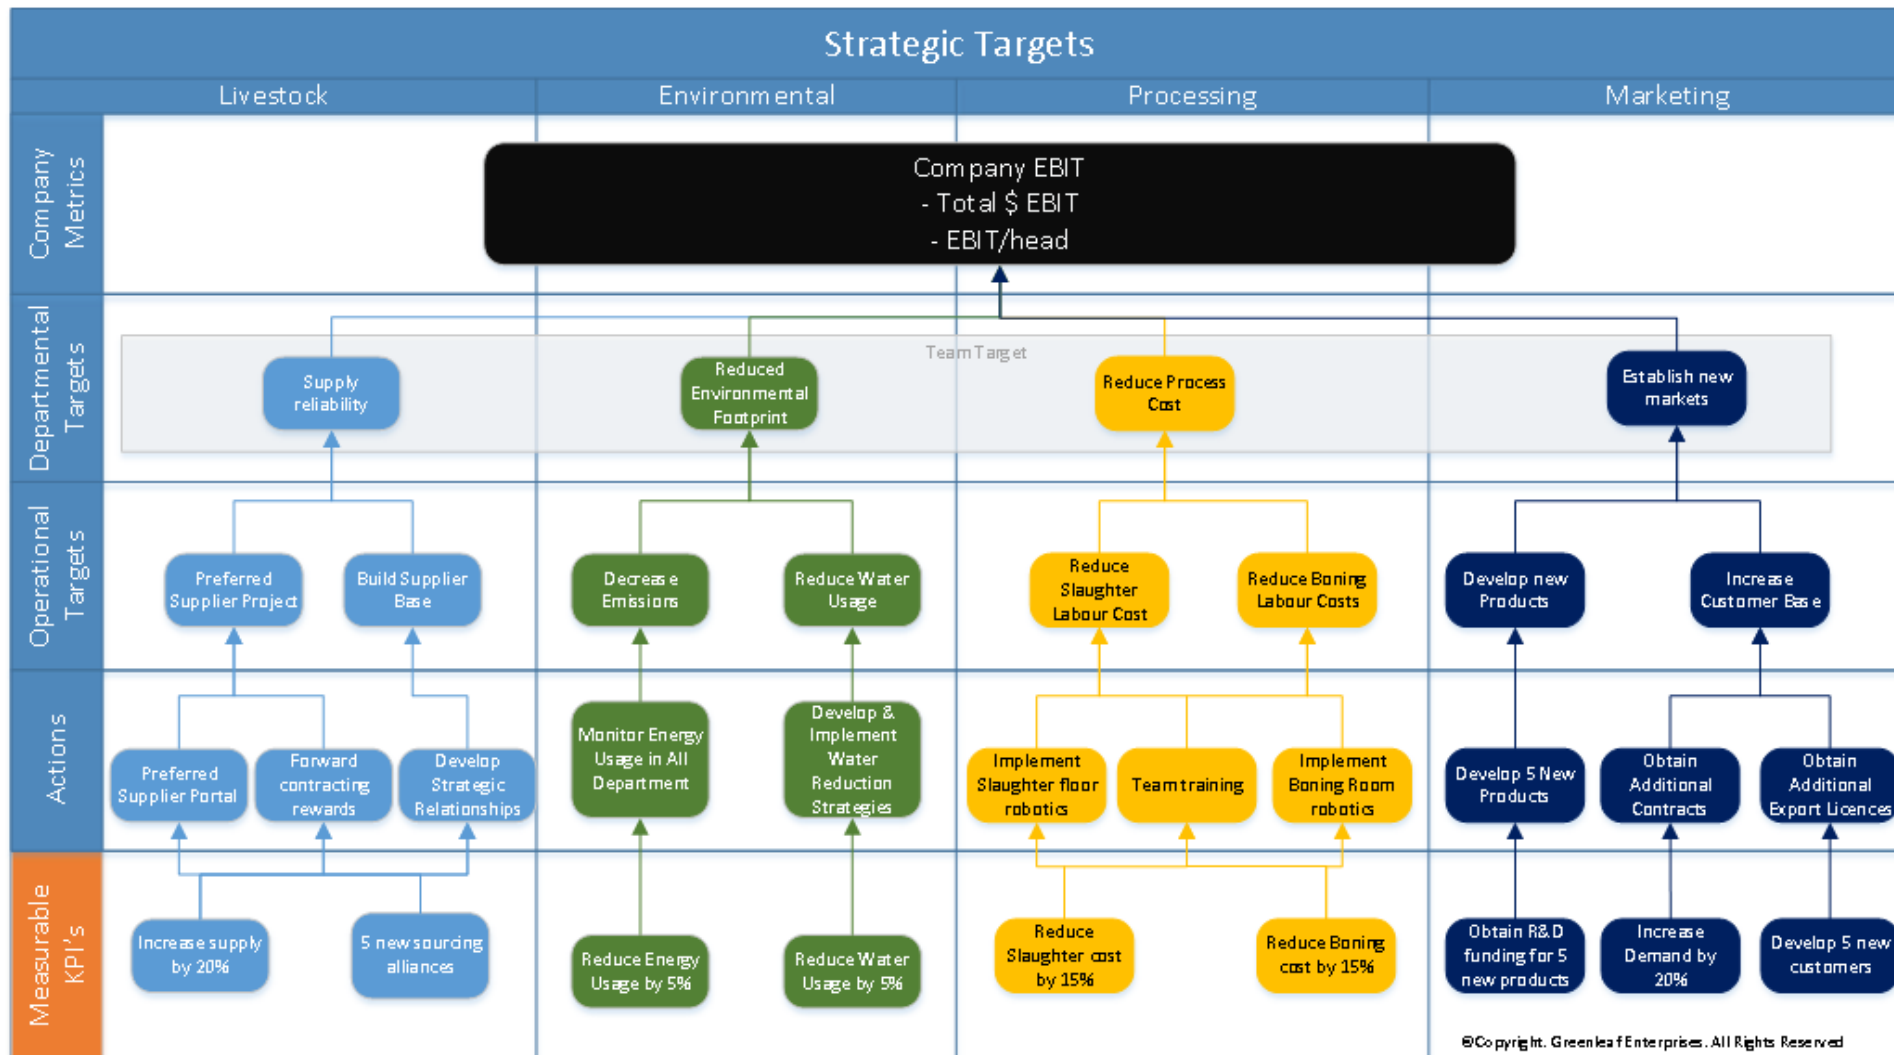 Strategic Targets
Livestock
Environmental
Processing
Marketing
Company
Metrics
Company EBIT
- Total $ EBIT
- EBIT/head
Departmental
Targets
Team Target
Supply
reliability
Reduced
Environmental
Footprint
Reduce Process
Cost
Establish new
markets
Operational
Targets
Preferred
Supplier Project
Build Supplier
Base
Decrease
Emissions
Reduce Water
Usage
Reduce
Slaughter
Labour Cost
Reduce Boning
Labour Costs
Develop new
Products
Increase
Customer Base
Actions
Preferred
Supplier Portal
Forward
contracting
rewards
Develop
Strategic
Relationships
Monitor Energy
Usage in All
Department
Develop &
Implement
Water
Reduction
Strategies
Implement
Slaughter floor
robotics
Team training
Implement
Boning Room
robotics
Develop 5 New
Products
Obtain
Additional
Contracts
Obtain
Additional
Export Licences
Measurable
KPI's
Increase supply
by 20%
5 new sourcing
alliances
Reduce Energy
Usage by 5%
Reduce Water
Usage by 5%
Reduce
Slaughter cost
by 15%
Reduce Boning
cost by 15%
Obtain R&D
funding for 5
new products
Increase
Demand by
20%
Develop 5 new
customers
©Copyright. Greenleaf Enterprises. All Rights Reserved